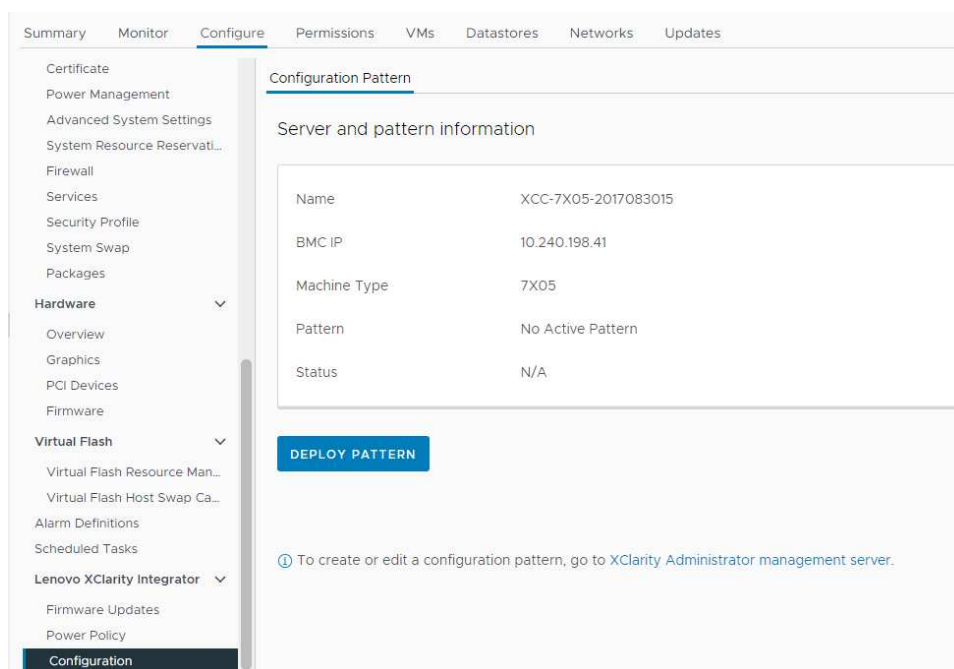 Summary Monitor Configure Permissions VMs Datastores Networks Updates
Certificate
Power Management
Advanced System Settings
System Resource Reservati...
Firewall
Services
Security Profile
System Swap
Packages
Hardware
Overview
Graphics
PCI Devices
Firmware
Virtual Flash
Virtual Flash Resource Man...
Virtual Flash Host Swap Ca...
Alarm Definitions
Scheduled Tasks
Lenovo XClarity Integrator
Firmware Updates
Power Policy
Configuration
Configuration Pattern
Server and pattern information
Name XCC-7X05-2017083015
BMC IP 10.240.198.41
Machine Type 7X05
Pattern No Active Pattern
Status N/A
DEPLOY PATTERN
To create or edit a configuration pattern, go to XClarity Administrator management server.